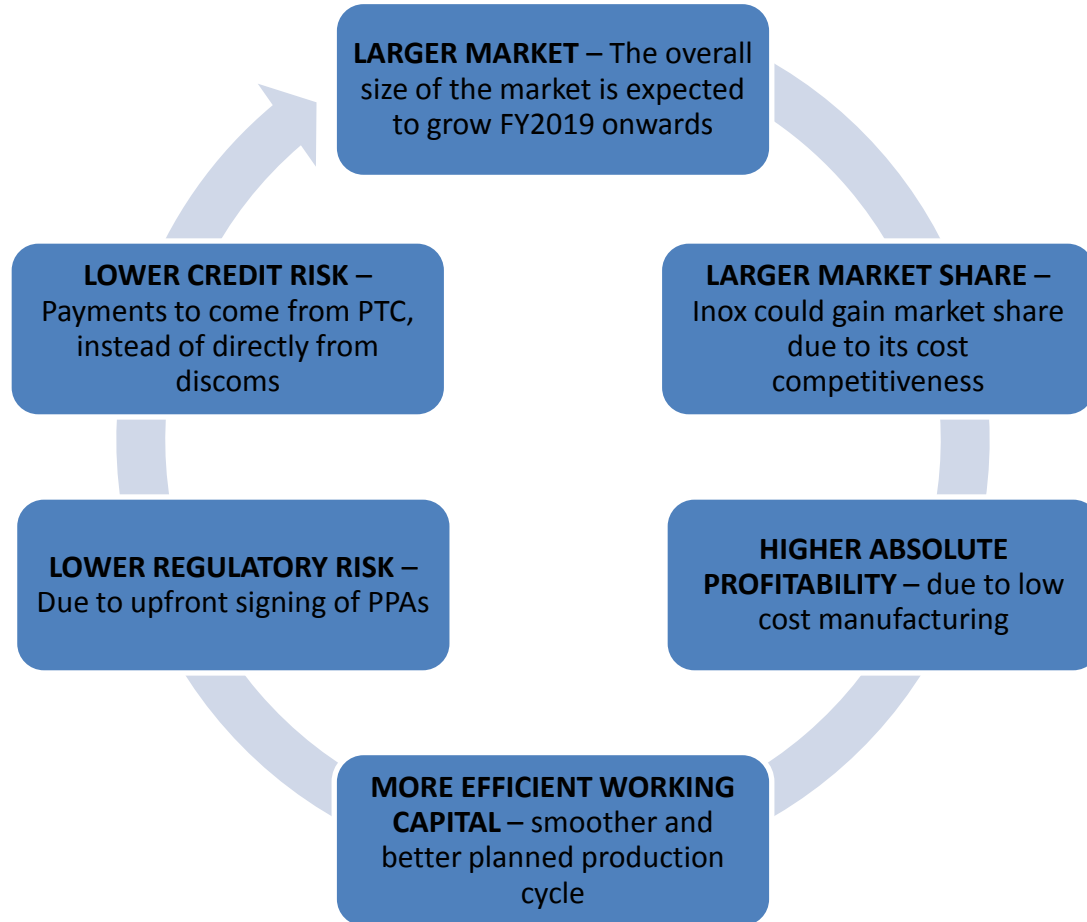 LARGER MARKET – The overall
size of the market is expected
to grow FY2019 onwards
LARGER MARKET SHARE –
Inox could gain market share
due to its cost
competitiveness
HIGHER ABSOLUTE
PROFITABILITY – due to low
cost manufacturing
MORE EFFICIENT WORKING
CAPITAL – smoother and
better planned production
cycle
LOWER REGULATORY RISK –
Due to upfront signing of PPAs
LOWER CREDIT RISK –
Payments to come from PTC,
instead of directly from
discoms